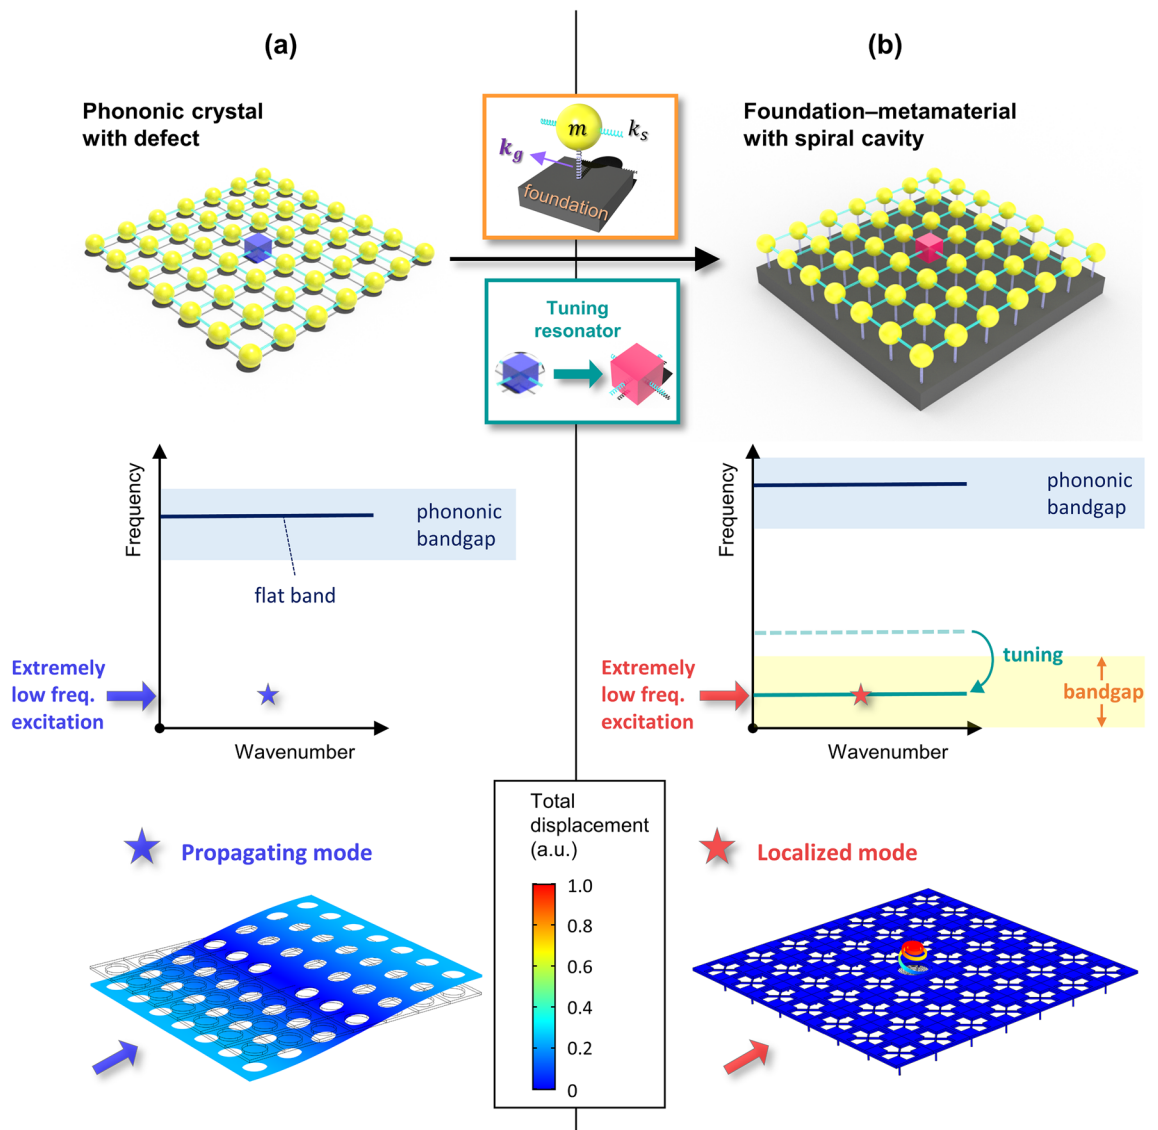 (a)
Phononic crystal
with defect
m
kₛ
k_g
foundation
Tuning
resonator
(b)
Foundation–metamaterial
with spiral cavity
Frequency
phononic
bandgap
flat band
Extremely
low freq.
excitation
Wavenumber
Frequency
phononic
bandgap
tuning
bandgap
Extremely
low freq.
excitation
Wavenumber
Propagating mode
Total
displacement
(a.u.)
1.0
0.8
0.6
0.4
0.2
0
Localized mode